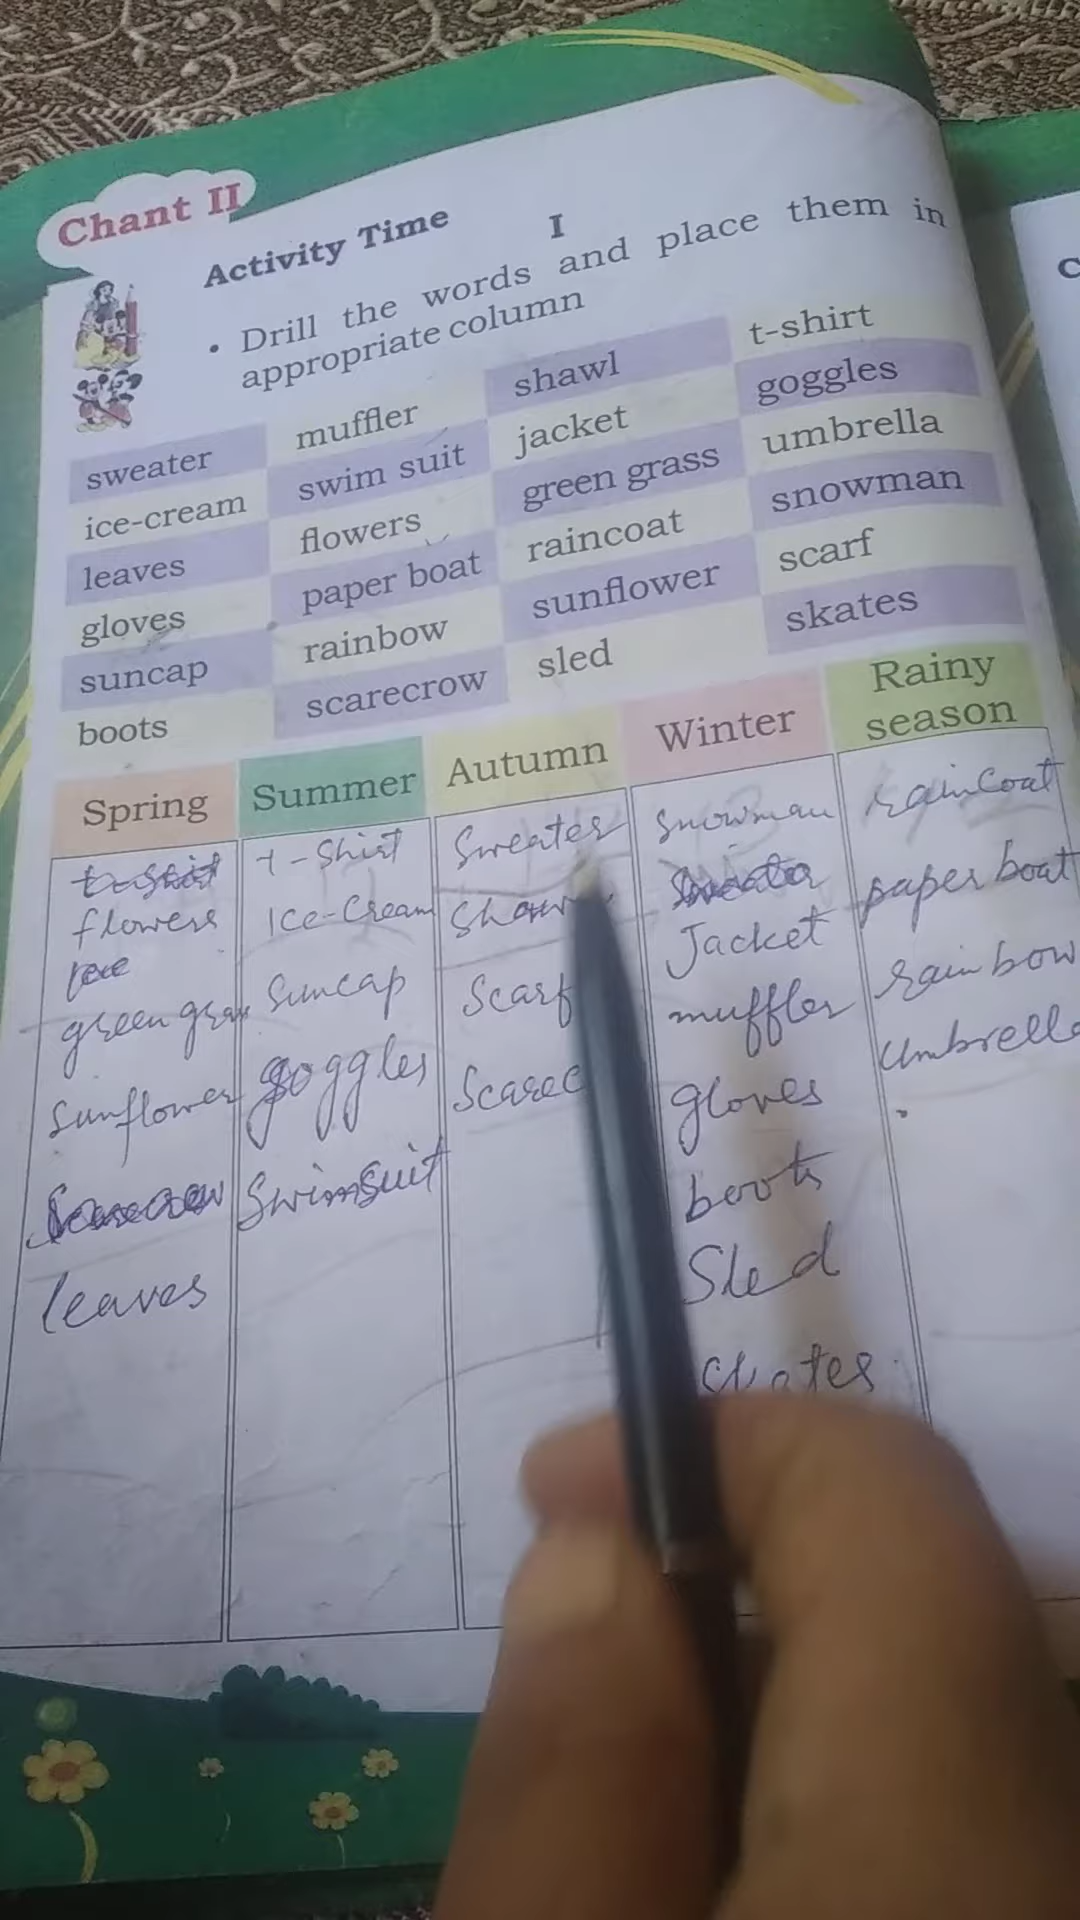 Chant II
Activity Time I
• Drill the words and place them in
appropriate column
sweater muffler shawl t-shirt
ice-cream swim suit jacket goggles
leaves flowers green grass umbrella
gloves paper boat raincoat snowman
suncap rainbow sunflower scarf
boots scarecrow sled skates
Spring Summer Autumn Winter Rainy season
t-shirt
flowers
green gras
sunflower
leaves
t-shirt
Ice-Cream
Suncap
goggles
Swimsuit
Sweater
Scarf
Scarec
Snowman
Jacket
muffler
gloves
boots
Sled
raincoat
paper boat
rainbow
Umbrella
C